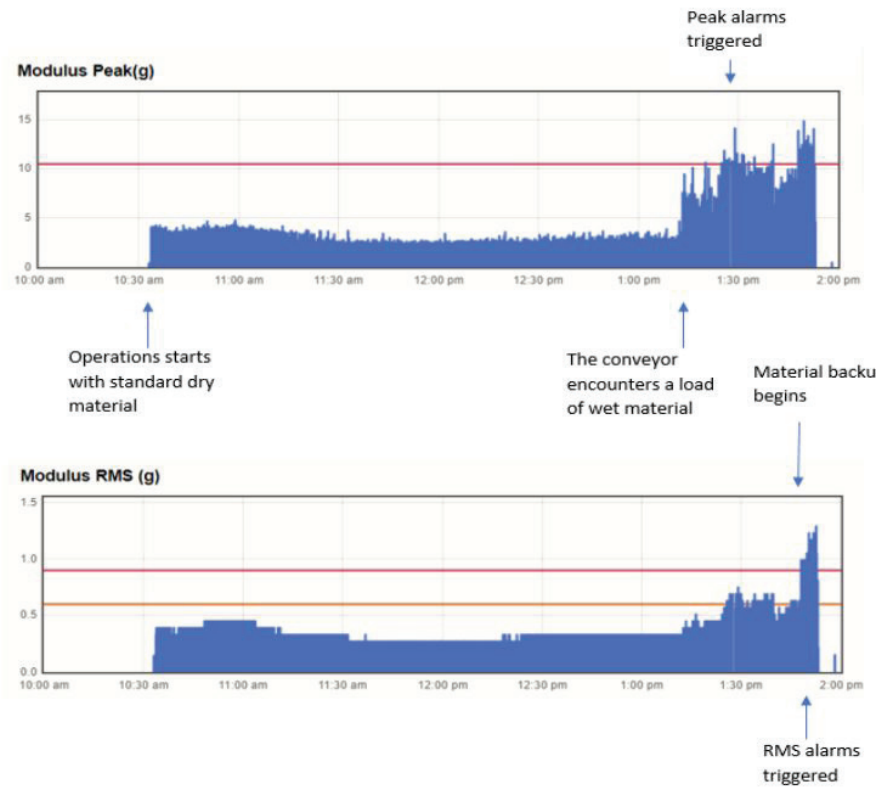 Peak alarms
triggered
Modulus Peak(g)
15
10
5
0
10:00 am 10:30 am 11:00 am 11:30 am 12:00 pm 12:30 pm 1:00 pm 1:30 pm 2:00 pm
Operations starts
with standard dry
material
The conveyor
encounters a load
of wet material
Material backu
begins
Modulus RMS (g)
1.5
1.0
0.5
0.0
10:00 am 10:30 am 11:00 am 11:30 am 12:00 pm 12:30 pm 1:00 pm 1:30 pm 2:00 pm
RMS alarms
triggered